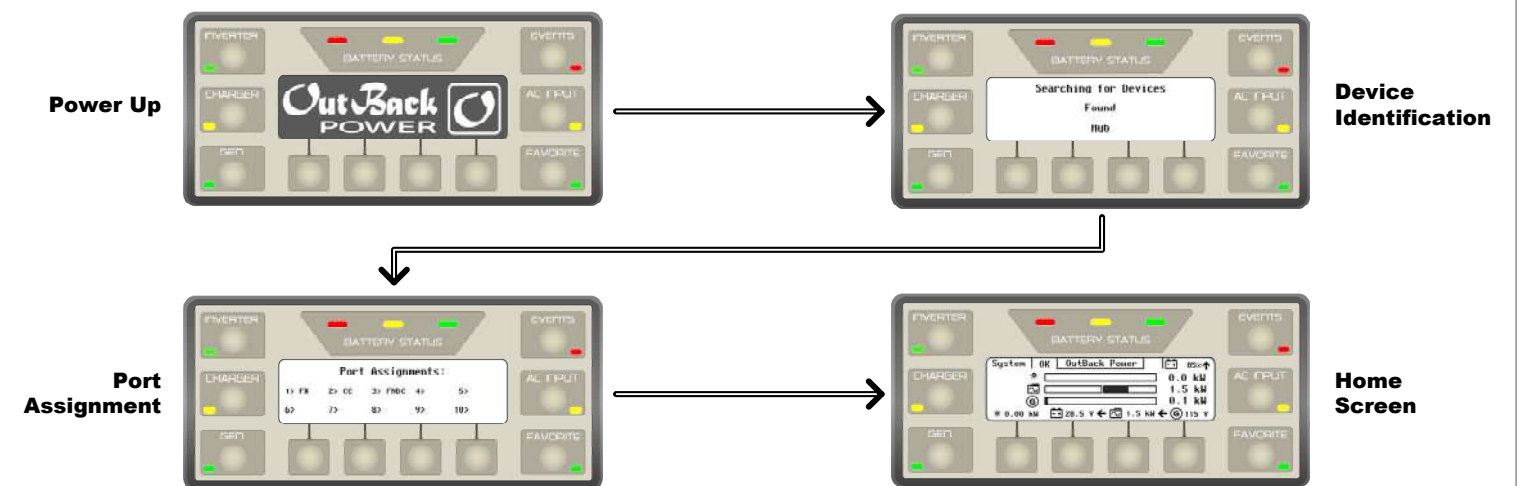 Power Up
INVERTER
BATTERY STATUS
EVENTS
CHARGER
OutBack
POWER
AC INPUT
GEN
FAVORITE
INVERTER
BATTERY STATUS
EVENTS
CHARGER
Searching for Devices
Found
Hub
AC INPUT
GEN
FAVORITE
Device
Identification
Port
Assignment
INVERTER
BATTERY STATUS
EVENTS
CHARGER
Port Assignments:
1> FX 2> CC 3> FNDC 4> 5>
6> 7> 8> 9> 10>
AC INPUT
GEN
FAVORITE
INVERTER
BATTERY STATUS
EVENTS
CHARGER
System OK OutBack Power 85%
0.0 kW
1.5 kW
G 0.1 kW
0.00 kW 28.5 V 1.5 kW G 115 V
AC INPUT
GEN
FAVORITE
Home
Screen